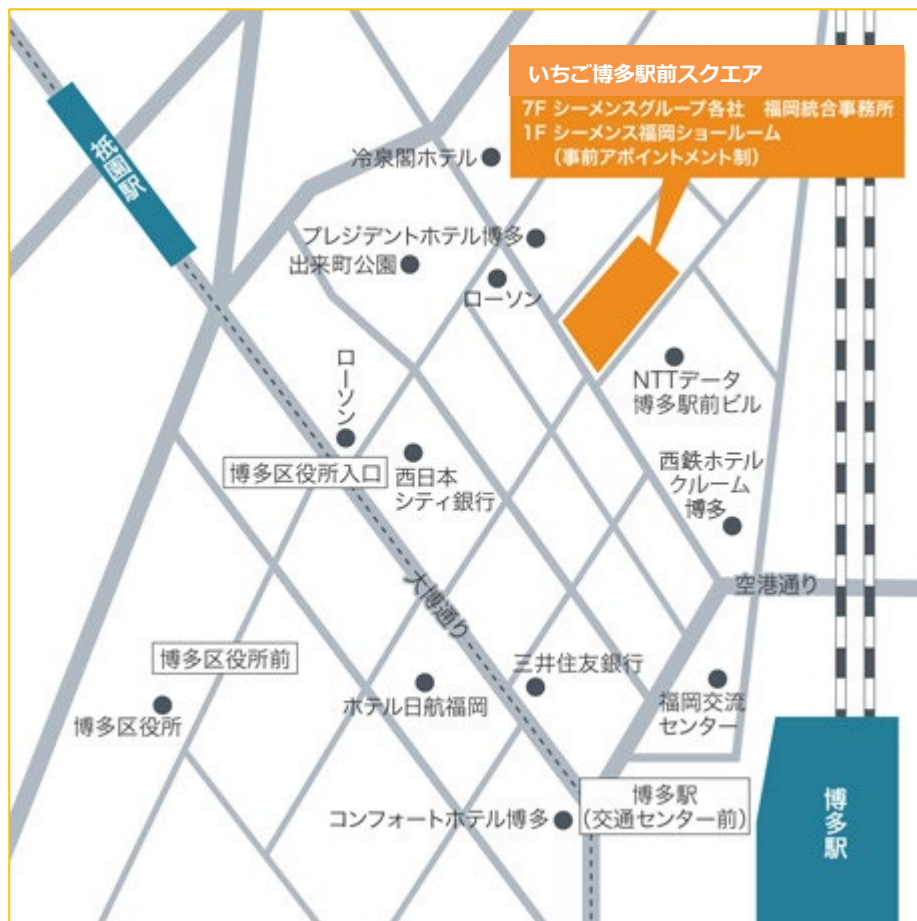 いちご博多駅前スクエア
7F シーメンスグループ各社　福岡統合事務所
1F シーメンス福岡ショールーム
（事前アポイントメント制）
祇園駅
冷泉閣ホテル
プレジデントホテル博多
出来町公園
ローソン
ローソン
NTTデータ
博多駅前ビル
博多区役所入口
西日本
シティ銀行
西鉄ホテル
クルーム
博多
大博通り
空港通り
博多区役所前
三井住友銀行
博多区役所
ホテル日航福岡
福岡交流
センター
コンフォートホテル博多
博多駅
（交通センター前）
博多駅